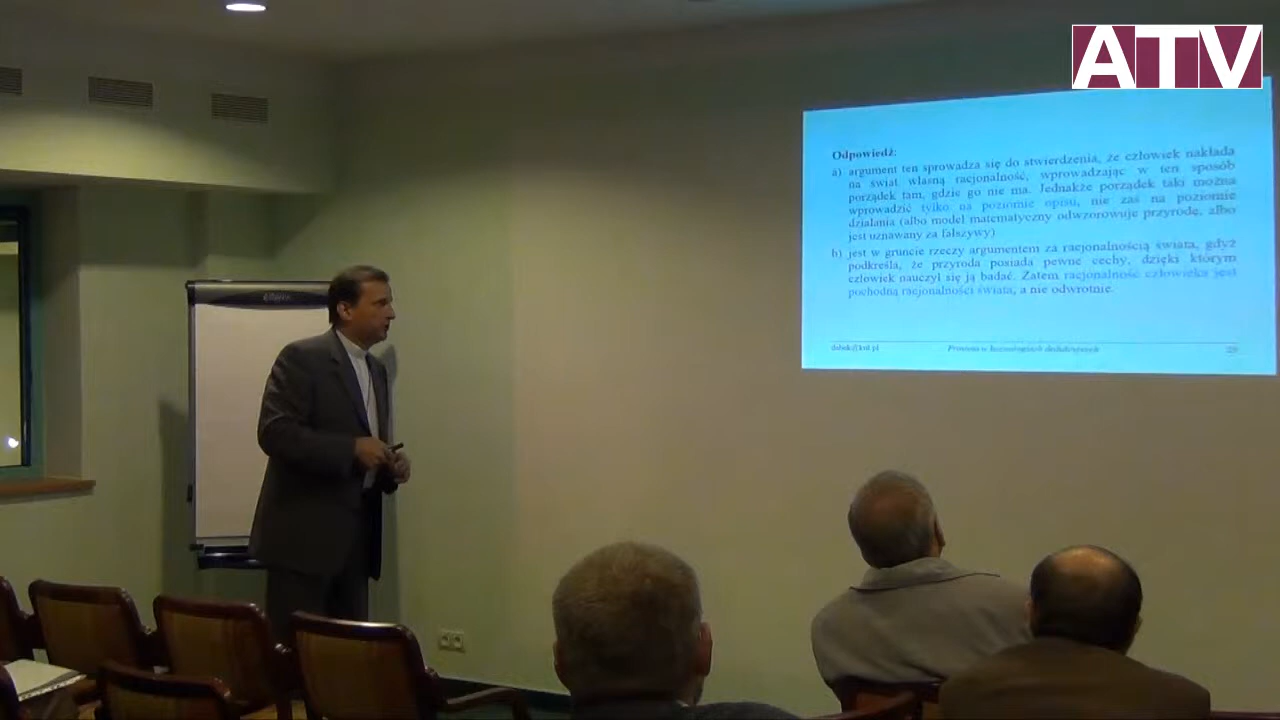 ATV
Odpowiedź:
a) argument ten sprowadza się do stwierdzenia, że człowiek nakłada
na świat własną racjonalność, wprowadzając w ten sposób
porządek tam, gdzie go nie ma. Jednakże porządek taki można
wprowadzić tylko na poziomie opisu, nie zaś na poziomie
działania (albo model matematyczny odwzorowuje przyrodę, albo
jest uznawany za fałszywy)
b) jest w gruncie rzeczy argumentem za racjonalnością świata, gdyż
podkreśla, że przyroda posiada pewne cechy, dzięki którym
człowiek nauczył się ją badać. Zatem racjonalność człowieka jest
pochodną racjonalności świata, a nie odwrotnie.